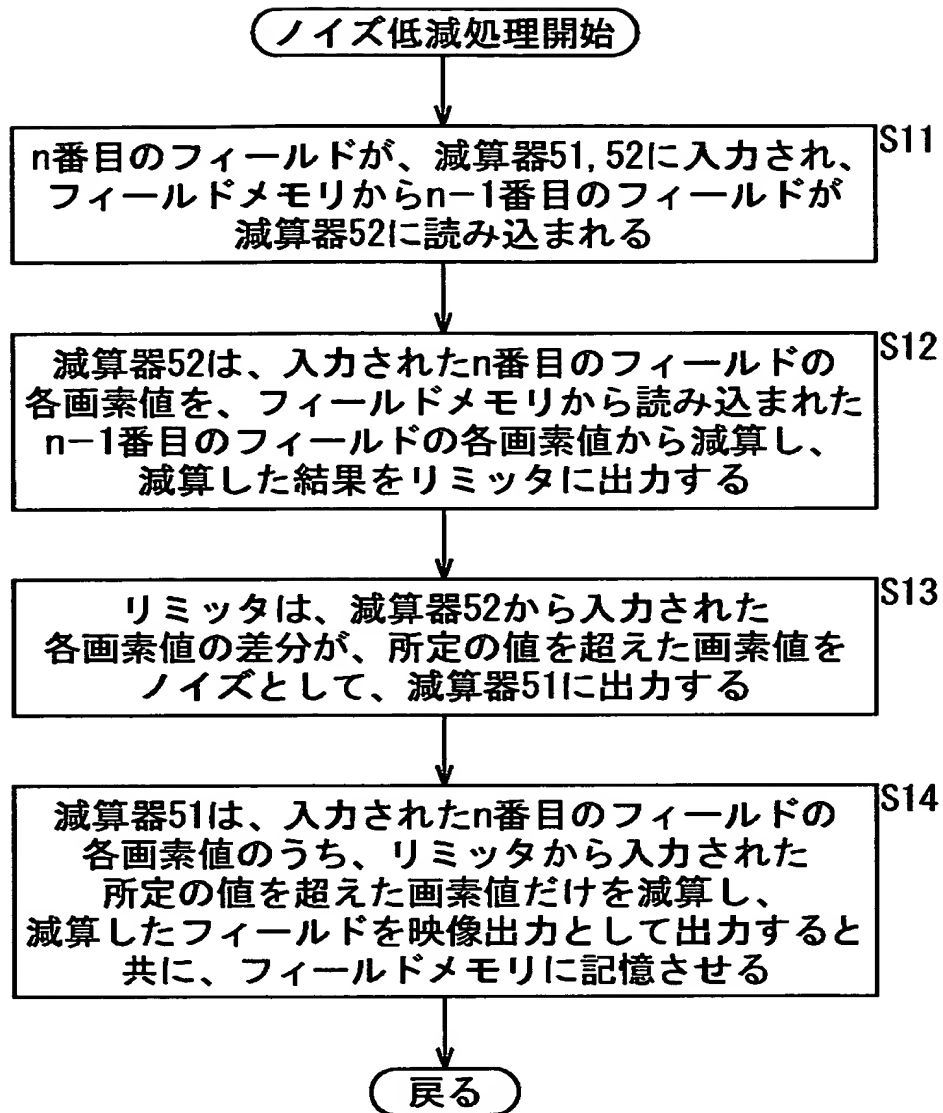 ノイズ低減処理開始
S11
n番目のフィールドが、減算器51,52に入力され、
フィールドメモリからn−1番目のフィールドが
減算器52に読み込まれる
S12
減算器52は、入力されたn番目のフィールドの
各画素値を、フィールドメモリから読み込まれた
n−1番目のフィールドの各画素値から減算し、
減算した結果をリミッタに出力する
S13
リミッタは、減算器52から入力された
各画素値の差分が、所定の値を超えた画素値を
ノイズとして、減算器51に出力する
S14
減算器51は、入力されたn番目のフィールドの
各画素値のうち、リミッタから入力された
所定の値を超えた画素値だけを減算し、
減算したフィールドを映像出力として出力すると
共に、フィールドメモリに記憶させる
戻る